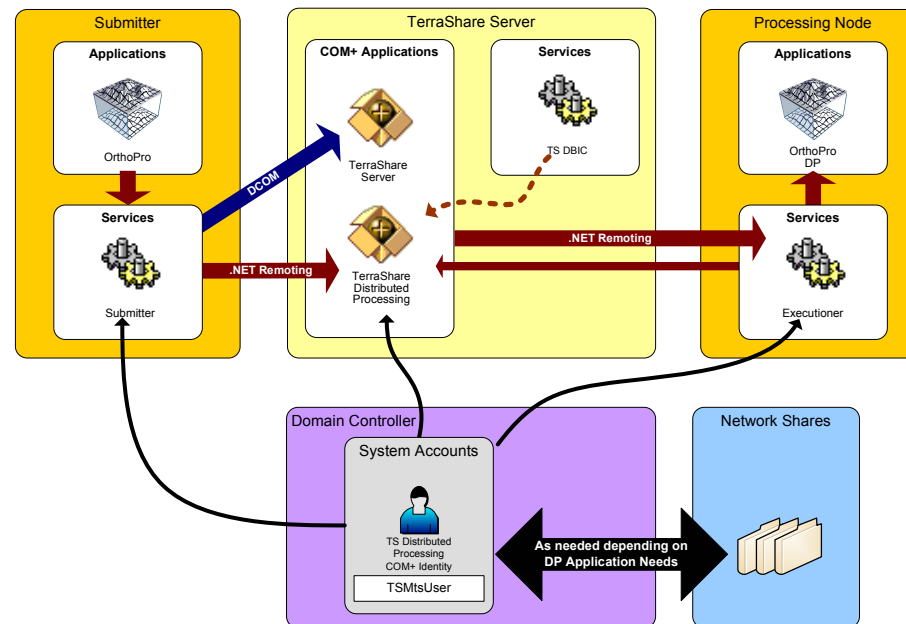 Submitter
Applications
OrthoPro
Services
Submitter
TerraShare Server
COM+ Applications
TerraShare
Server
TerraShare
Distributed
Processing
Services
TS DBIC
DCOM
.NET Remoting
.NET Remoting
Processing Node
Applications
OrthoPro
DP
Services
Executioner
Domain Controller
System Accounts
TS Distributed
Processing
COM+ Identity
TSMtsUser
As needed depending on
DP Application Needs
Network Shares